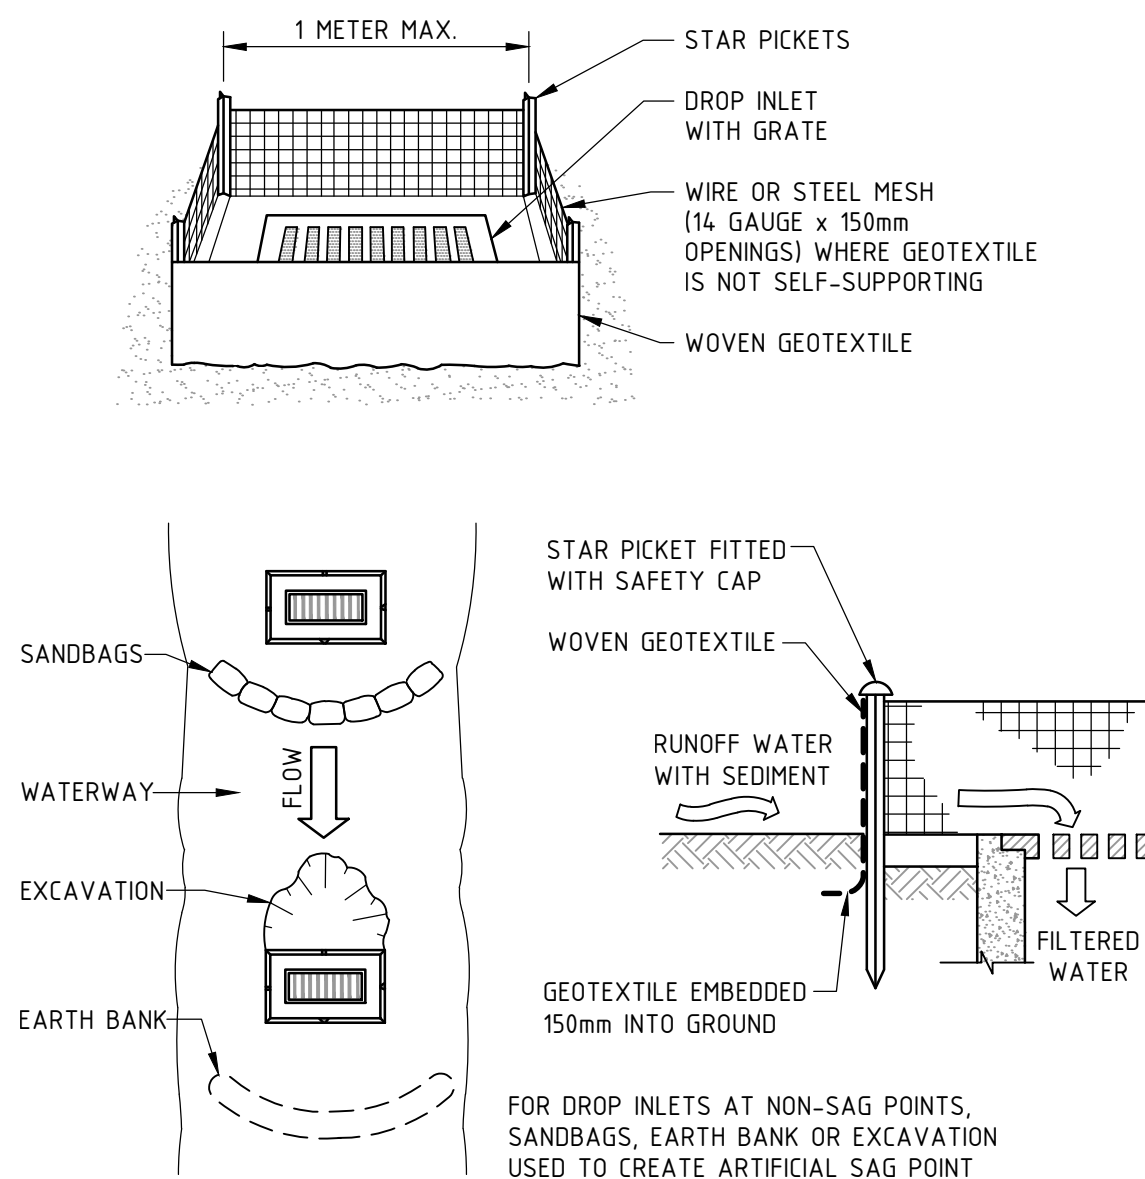 1 METER MAX.
STAR PICKETS
DROP INLET
WITH GRATE
WIRE OR STEEL MESH
(14 GAUGE x 150mm
OPENINGS) WHERE GEOTEXTILE
IS NOT SELF-SUPPORTING
WOVEN GEOTEXTILE
SANDBAGS
FLOW
WATERWAY
EXCAVATION
EARTH BANK
STAR PICKET FITTED
WITH SAFETY CAP
WOVEN GEOTEXTILE
RUNOFF WATER
WITH SEDIMENT
FILTERED
WATER
GEOTEXTILE EMBEDDED
150mm INTO GROUND
FOR DROP INLETS AT NON-SAG POINTS,
SANDBAGS, EARTH BANK OR EXCAVATION
USED TO CREATE ARTIFICIAL SAG POINT